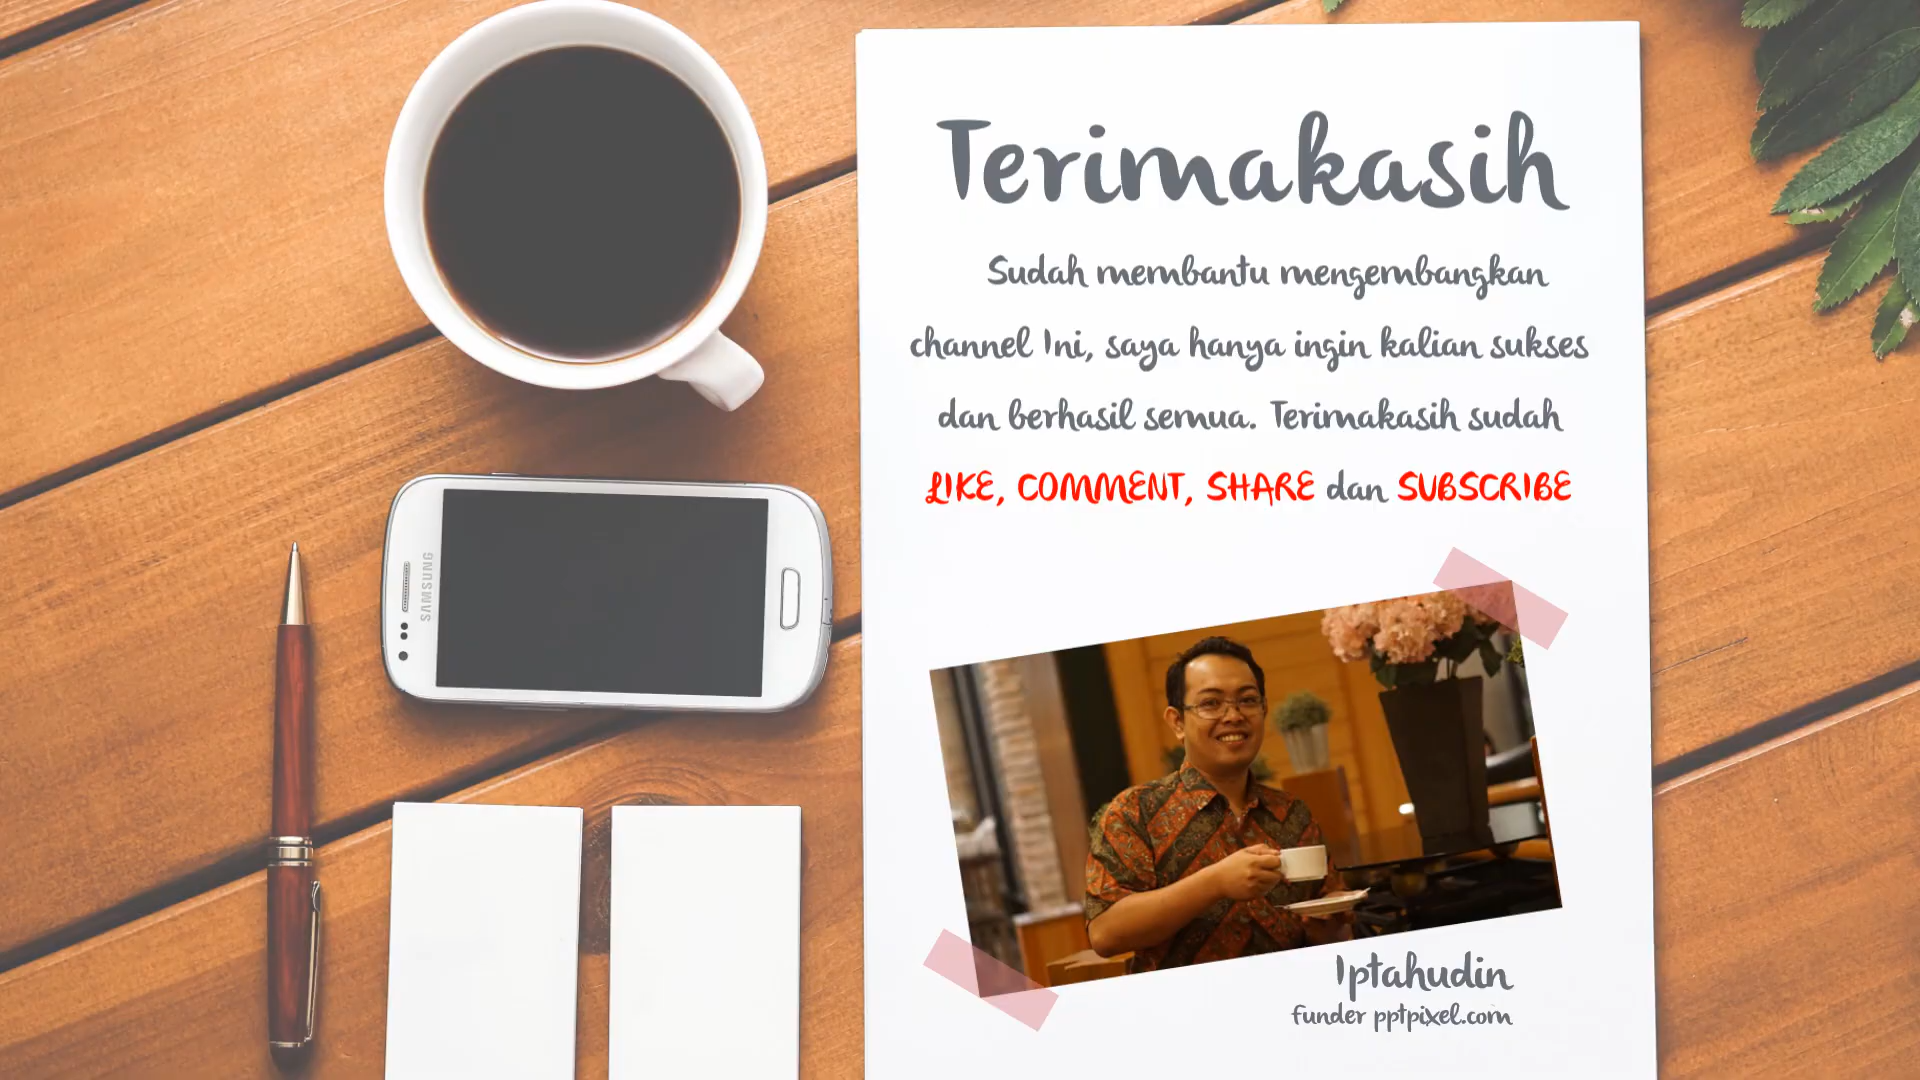 Terimakasih
Sudah membantu mengembangkan
channel Ini, saya hanya ingin kalian sukses
dan berhasil semua. Terimakasih sudah
LIKE, COMMENT, SHARE dan SUBSCRIBE
SAMSUNG
Iptahudin
funder pptpixel.com